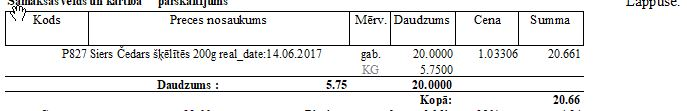 Samaksas veids un kārtība pārskaitījums
Lappuse:
Kods Preces nosaukums Mērv. Daudzums Cena Summa
P827 Siers Čedars šķēlītēs 200g real_date:14.06.2017 gab. 20.0000 1.03306 20.661
KG 5.7500
Daudzums : 5.75 20.0000
Kopā: 20.66